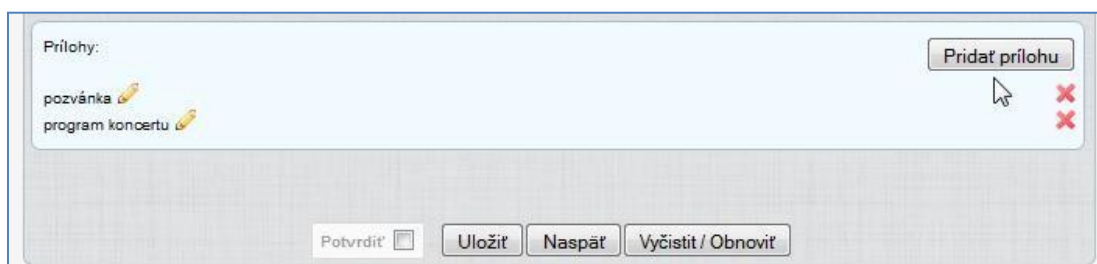 Prílohy:
Pridať prílohu
pozvánka
program koncertu
Potvrdiť Uložiť Naspäť Vyčistit / Obnoviť